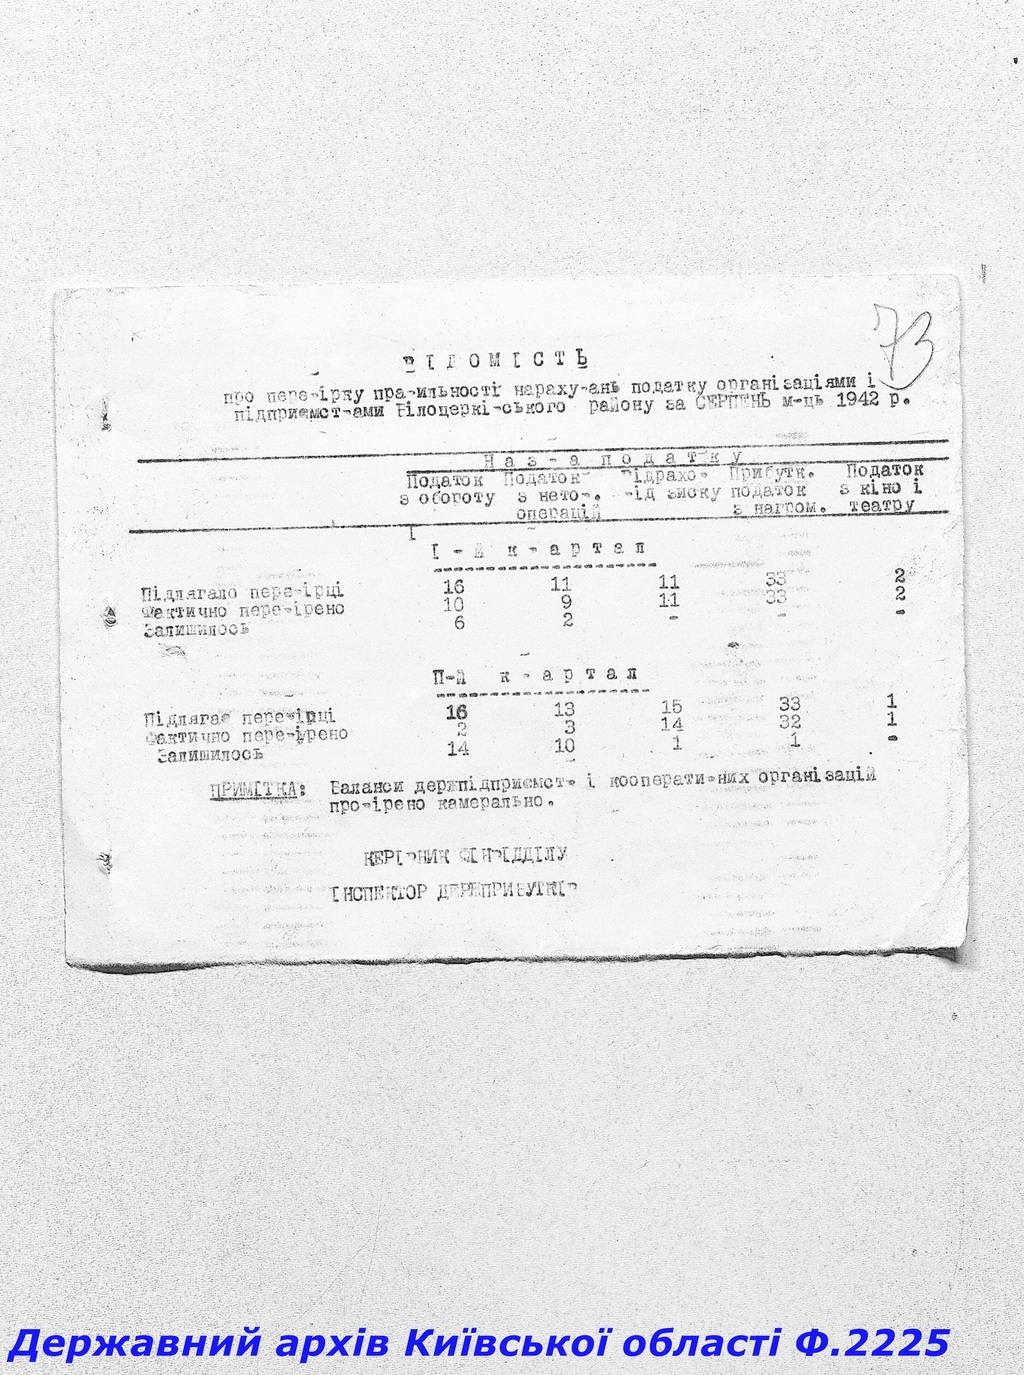 73
ВІДОМІСТЬ
про перевірку правильності нарахувань податку організаціями і
підприємствами Білоцерківського району за СЕРПЕНЬ м-ць 1942 р.
Назва податку
Податок Податок Відрахов. Прибутк. Податок
з обороту з нетов. від зиску податок з кіно і
операцій з нагром. театру
І-й квартал
Підлягало перевірці 16 11 11 33 2
Фактично перевірено 10 9 11 33 2
Залишилось 6 2 - - -
П-й квартал
Підлягає перевірці 16 13 15 33 1
Фактично перевірено 2 3 14 32 1
Залишилось 14 10 1 1 -
ПРИМІТКА: Баланси держпідприємств і кооперативних організацій
провірено камерально.
КЕРІВНИК ФІНВІДДІЛУ
ІНСПЕКТОР ДЕРЖПРИБУТКІВ
Державний архів Київської області Ф.2225